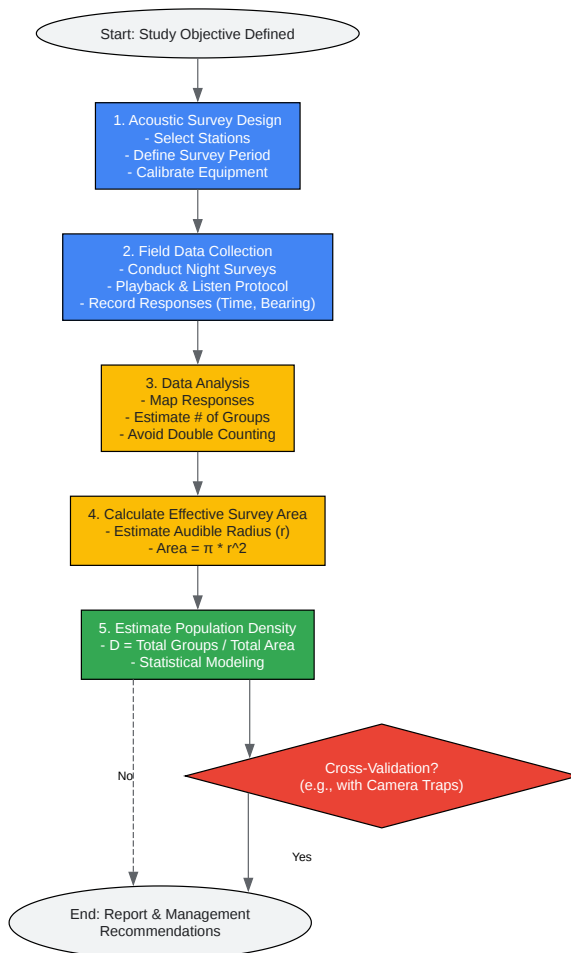 Start: Study Objective Defined
1. Acoustic Survey Design
- Select Stations
- Define Survey Period
- Calibrate Equipment
2. Field Data Collection
- Conduct Night Surveys
- Playback & Listen Protocol
- Record Responses (Time, Bearing)
3. Data Analysis
- Map Responses
- Estimate # of Groups
- Avoid Double Counting
4. Calculate Effective Survey Area
- Estimate Audible Radius (r)
- Area = π * r^2
5. Estimate Population Density
- D = Total Groups / Total Area
- Statistical Modeling
Cross-Validation?
(e.g., with Camera Traps)
No
Yes
End: Report & Management
Recommendations